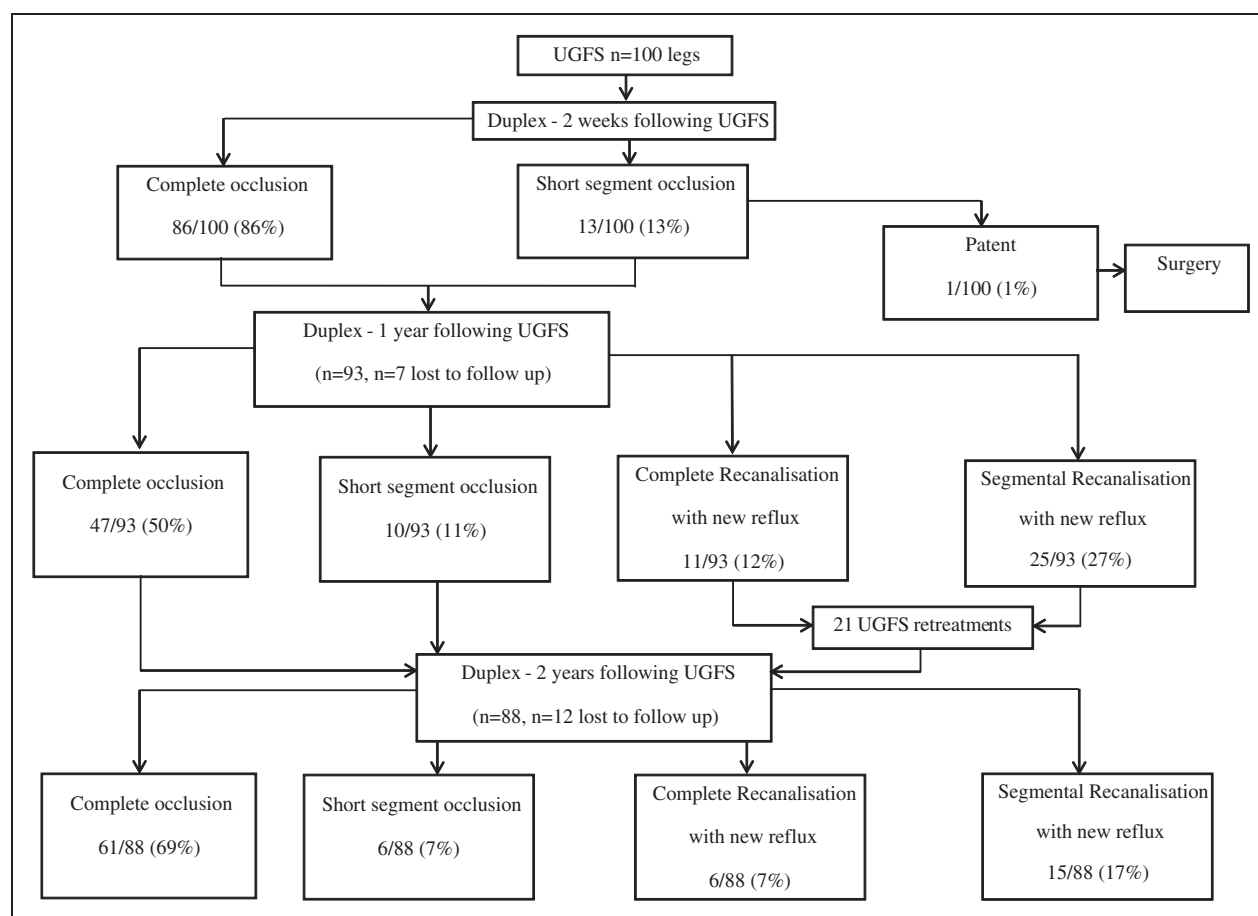 UGFS n=100 legs
Duplex - 2 weeks following UGFS
Complete occlusion
86/100 (86%)
Short segment occlusion
13/100 (13%)
Patent
1/100 (1%)
Surgery
Duplex - 1 year following UGFS
(n=93, n=7 lost to follow up)
Complete occlusion
47/93 (50%)
Short segment occlusion
10/93 (11%)
Complete Recanalisation
with new reflux
11/93 (12%)
Segmental Recanalisation
with new reflux
25/93 (27%)
21 UGFS retreatments
Duplex - 2 years following UGFS
(n=88, n=12 lost to follow up)
Complete occlusion
61/88 (69%)
Short segment occlusion
6/88 (7%)
Complete Recanalisation
with new reflux
6/88 (7%)
Segmental Recanalisation
with new reflux
15/88 (17%)